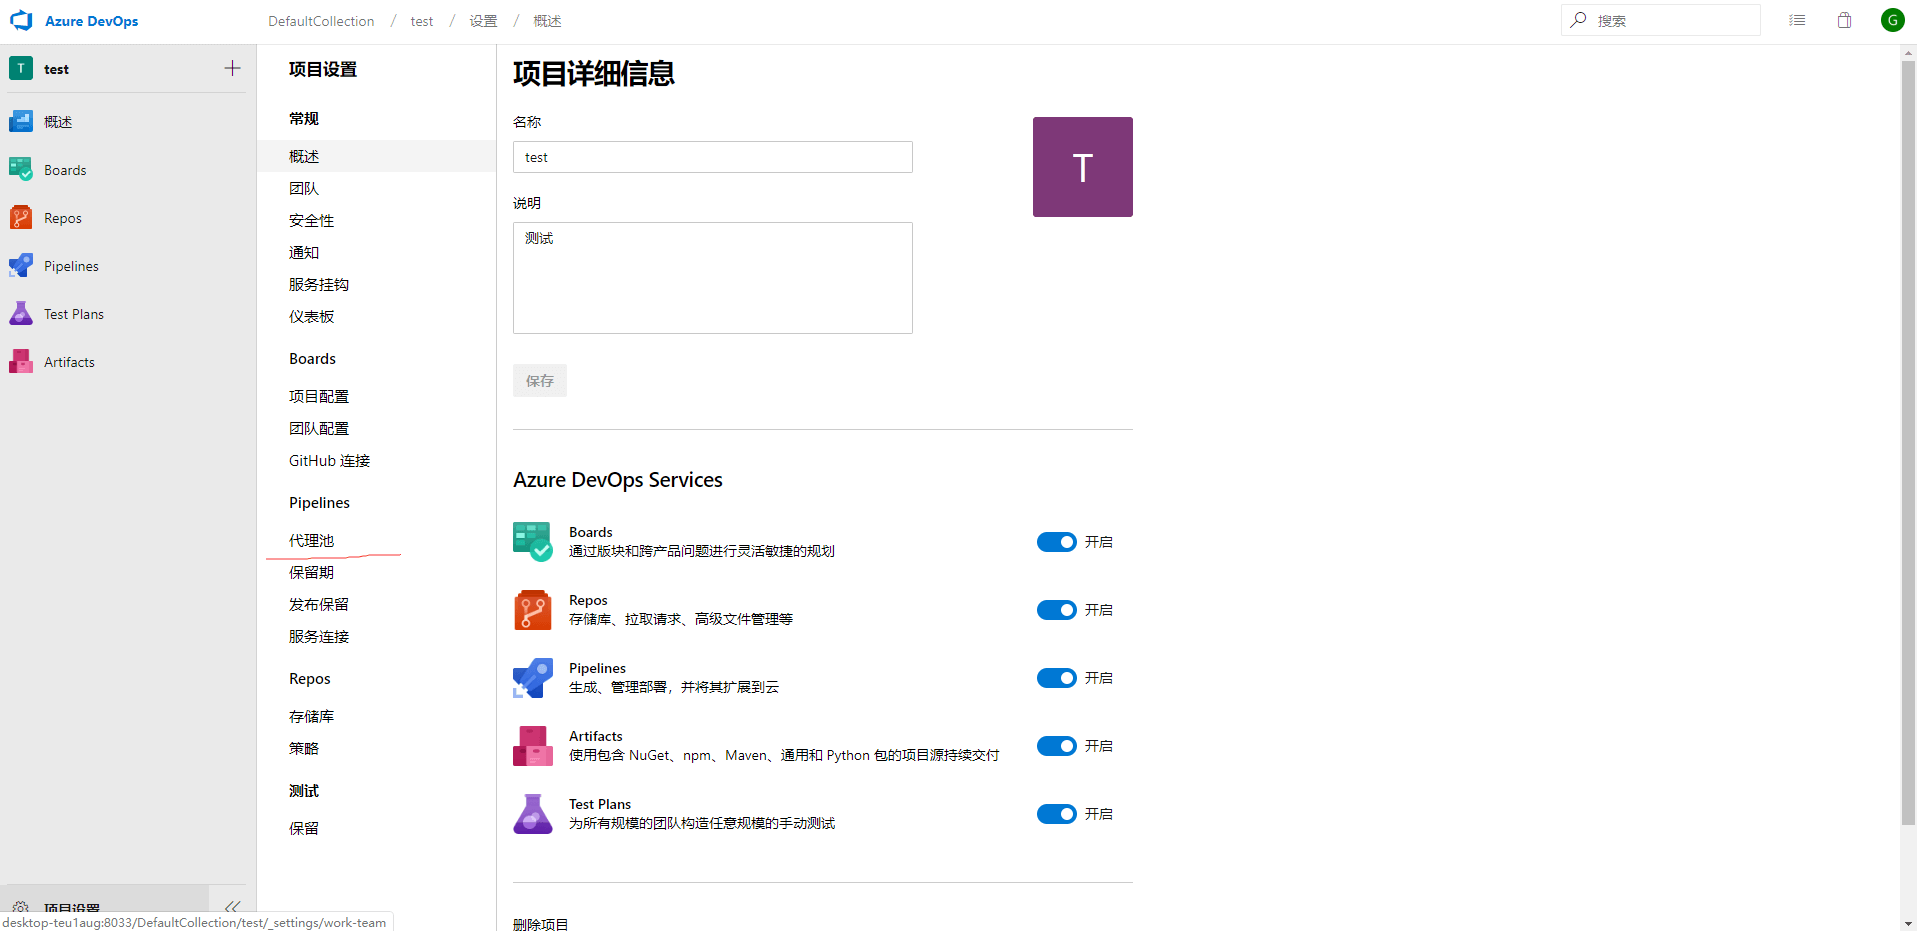 Azure DevOps
DefaultCollection / test / 设置 / 概述
搜索
G
T test
概述
Boards
Repos
Pipelines
Test Plans
Artifacts
项目设置
desktop-teu1aug:8033/DefaultCollection/test/_settings/work-team
项目设置
常规
概述
团队
安全性
通知
服务挂钩
仪表板
Boards
项目配置
团队配置
GitHub 连接
Pipelines
代理池
保留期
发布保留
服务连接
Repos
存储库
策略
测试
保留
项目详细信息
名称
test
T
说明
测试
保存
Azure DevOps Services
Boards
通过版块和跨产品问题进行灵活敏捷的规划
开启
Repos
存储库、拉取请求、高级文件管理等
开启
Pipelines
生成、管理部署，并将其扩展到云
开启
Artifacts
使用包含 NuGet、npm、Maven、通用和 Python 包的项目源持续交付
开启
Test Plans
为所有规模的团队构造任意规模的手动测试
开启
删除项目